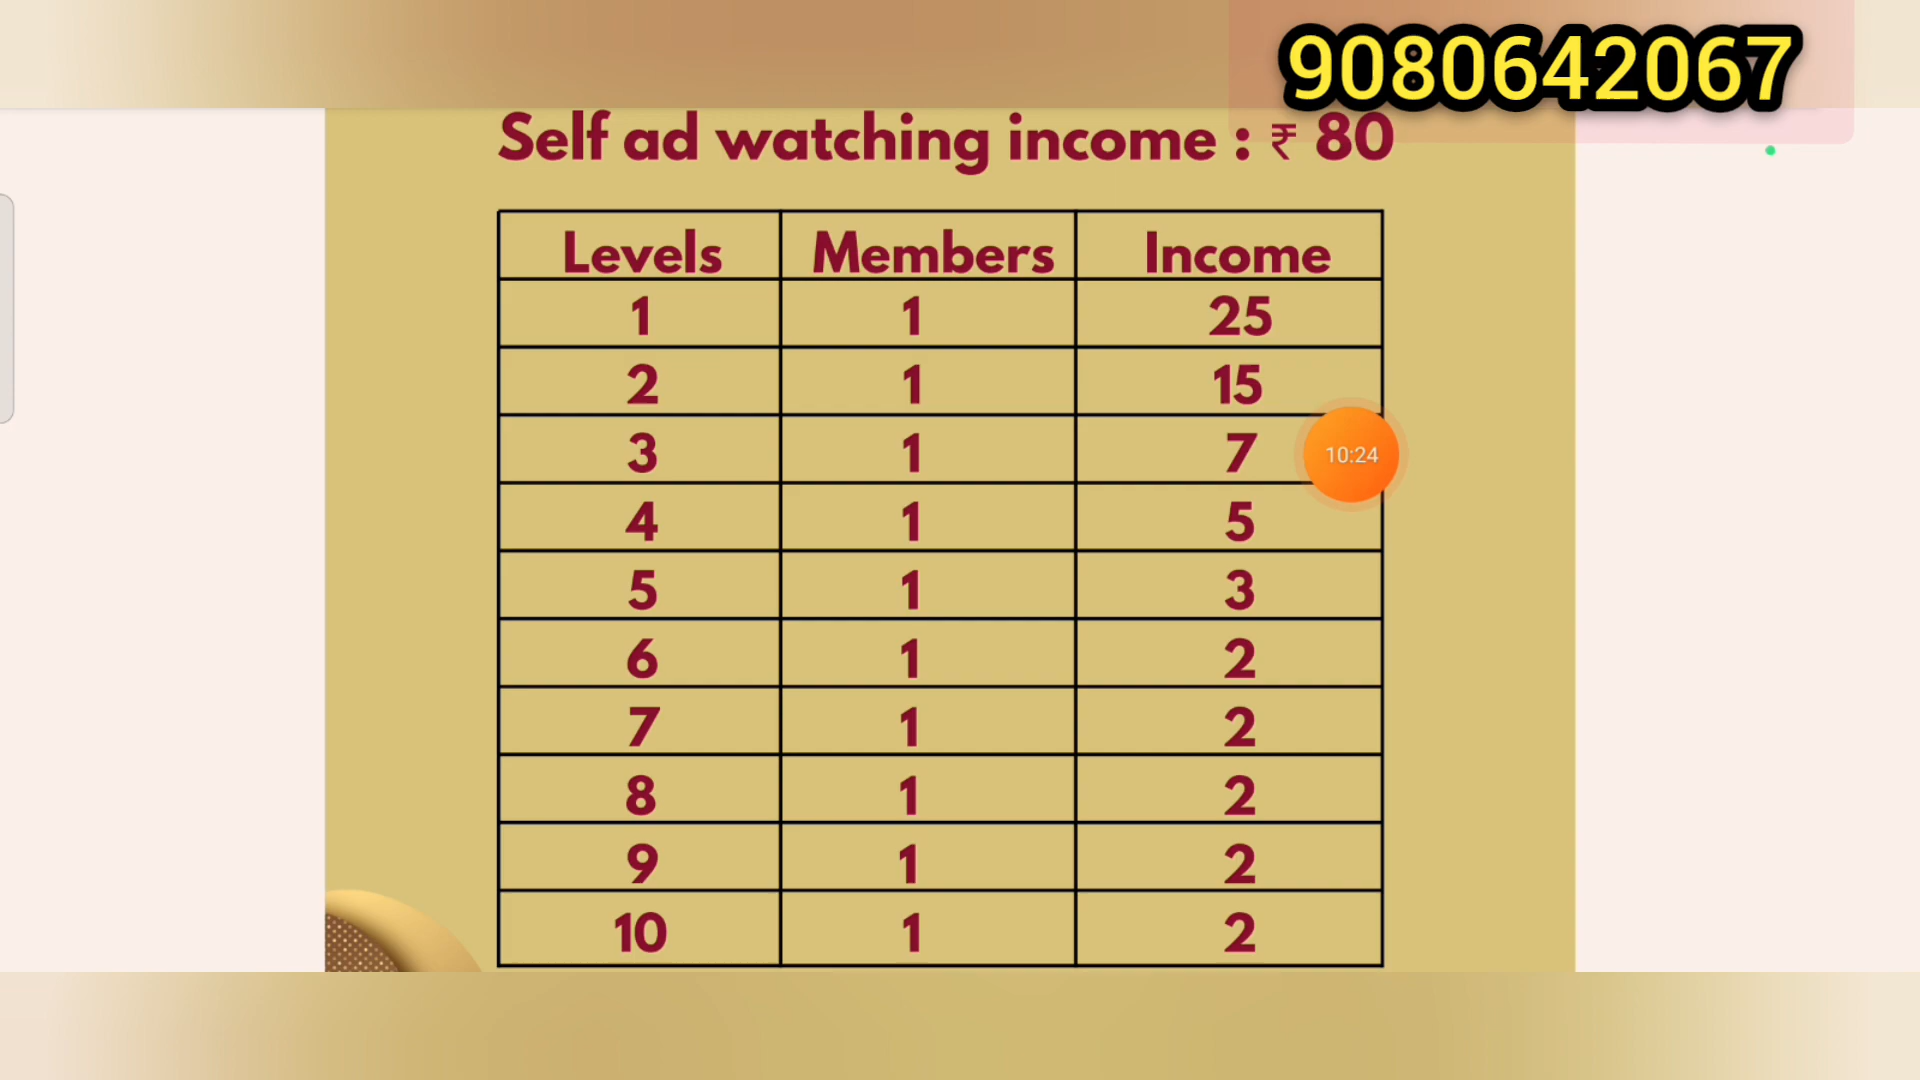 9080642067
Self ad watching income : ₹ 80
Levels Members Income
1 1 25
2 1 15
3 1 7
10:24
4 1 5
5 1 3
6 1 2
7 1 2
8 1 2
9 1 2
10 1 2